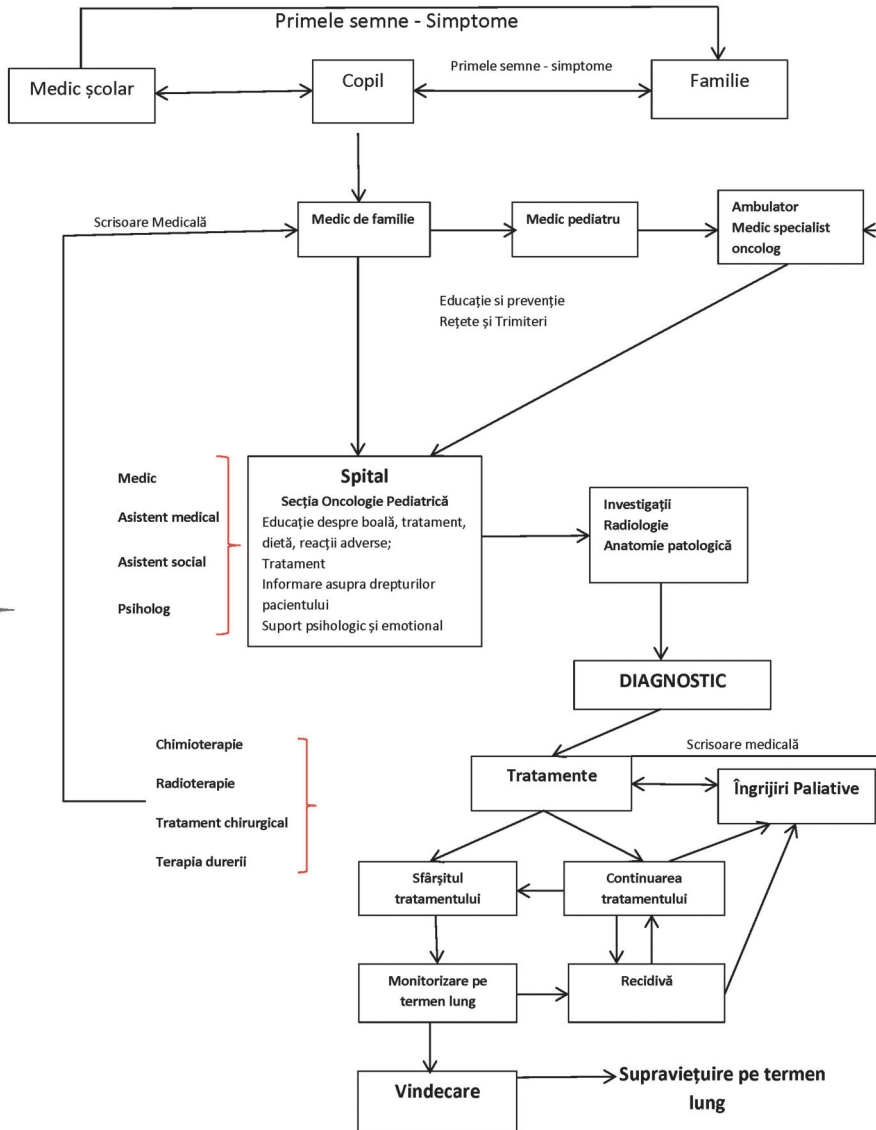 Primele semne - Simptome
Medic școlar
Copil
Primele semne - simptome
Familie
Scrisoare Medicală
Medic de familie
Medic pediatru
Ambulator
Medic specialist
oncolog
Educație si prevenție
Rețete și Trimiteri
Medic
Asistent medical
Asistent social
Psiholog
Spital
Secția Oncologie Pediatrică
Educație despre boală, tratament,
dietă, reacții adverse;
Tratament
Informare asupra drepturilor
pacientului
Suport psihologic și emotional
Investigații
Radiologie
Anatomie patologică
DIAGNOSTIC
Chimioterapie
Radioterapie
Tratament chirurgical
Terapia durerii
Tratamente
Scrisoare medicală
Îngrijiri Paliative
Sfârșitul
tratamentului
Continuarea
tratamentului
Monitorizare pe
termen lung
Recidivă
Vindecare
Supraviețuire pe termen
lung